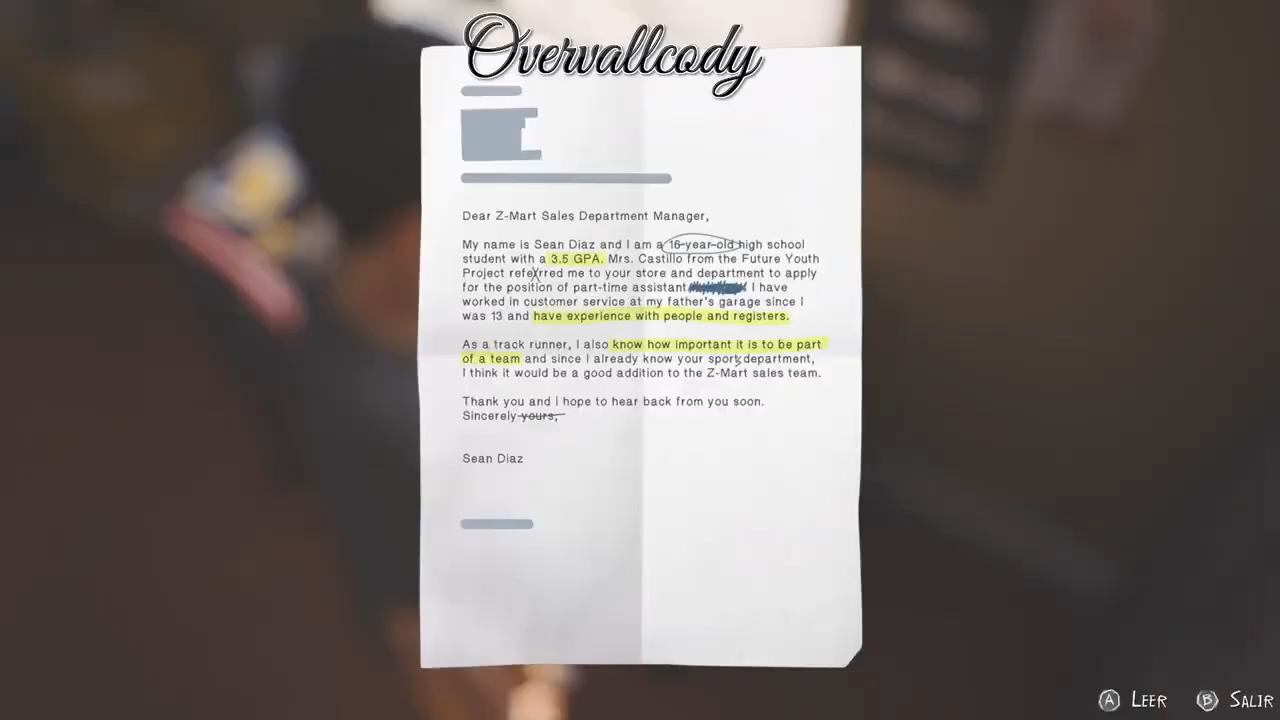 Overvallcody
Dear Z-Mart Sales Department Manager,
My name is Sean Diaz and I am a 16-year-old high school
student with a 3.5 GPA. Mrs. Castillo from the Future Youth
Project referred me to your store and department to apply
for the position of part-time assistant I have
worked in customer service at my father's garage since I
was 13 and have experience with people and registers.
As a track runner, I also know how important it is to be part
of a team and since I already know your sports department,
I think it would be a good addition to the Z-Mart sales team.
Thank you and I hope to hear back from you soon.
Sincerely yours,
Sean Diaz
A LEER B SALIR